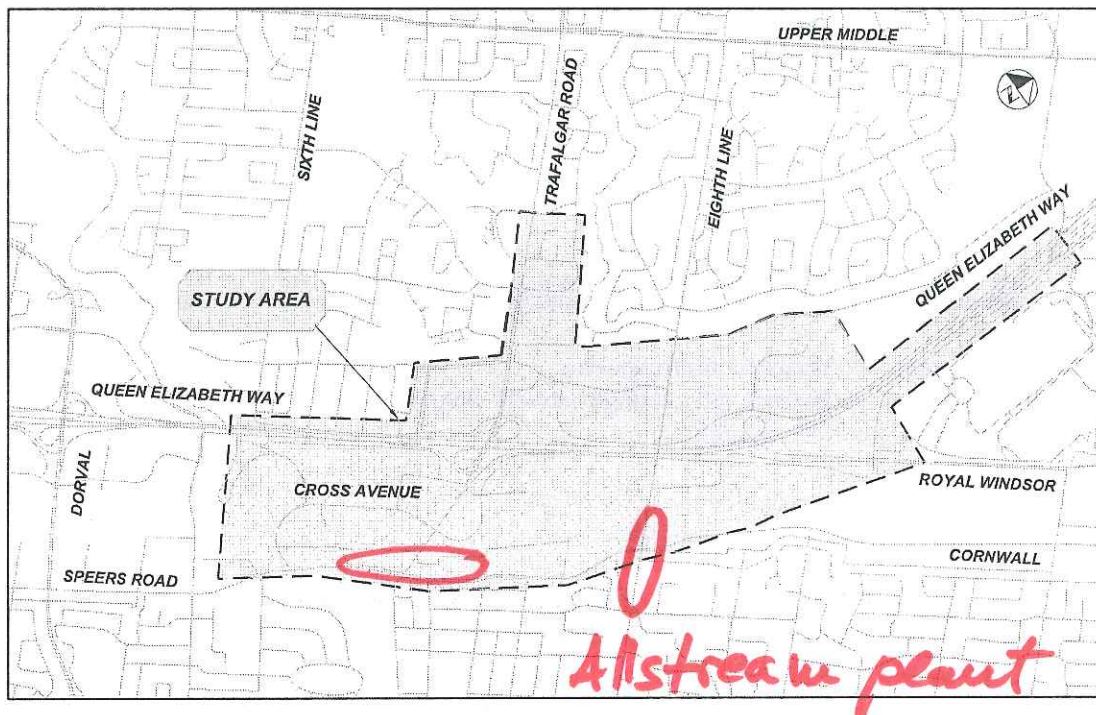 UPPER MIDDLE
SIXTH LINE
TRAFALGAR ROAD
EIGHTH LINE
QUEEN ELIZABETH WAY
STUDY AREA
QUEEN ELIZABETH WAY
DORVAL
CROSS AVENUE
ROYAL WINDSOR
CORNWALL
SPEERS ROAD
Allstream plant